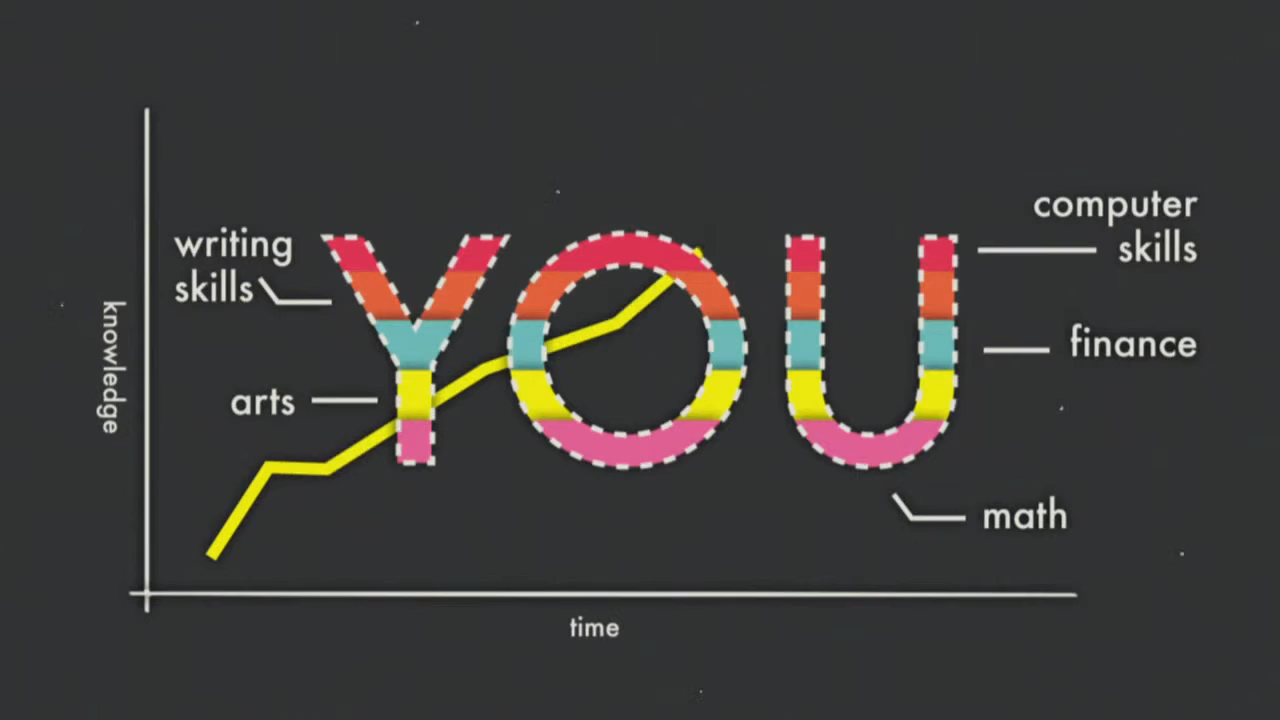 computer
skills
writing
skills
YOU
finance
knowledge
arts
math
time